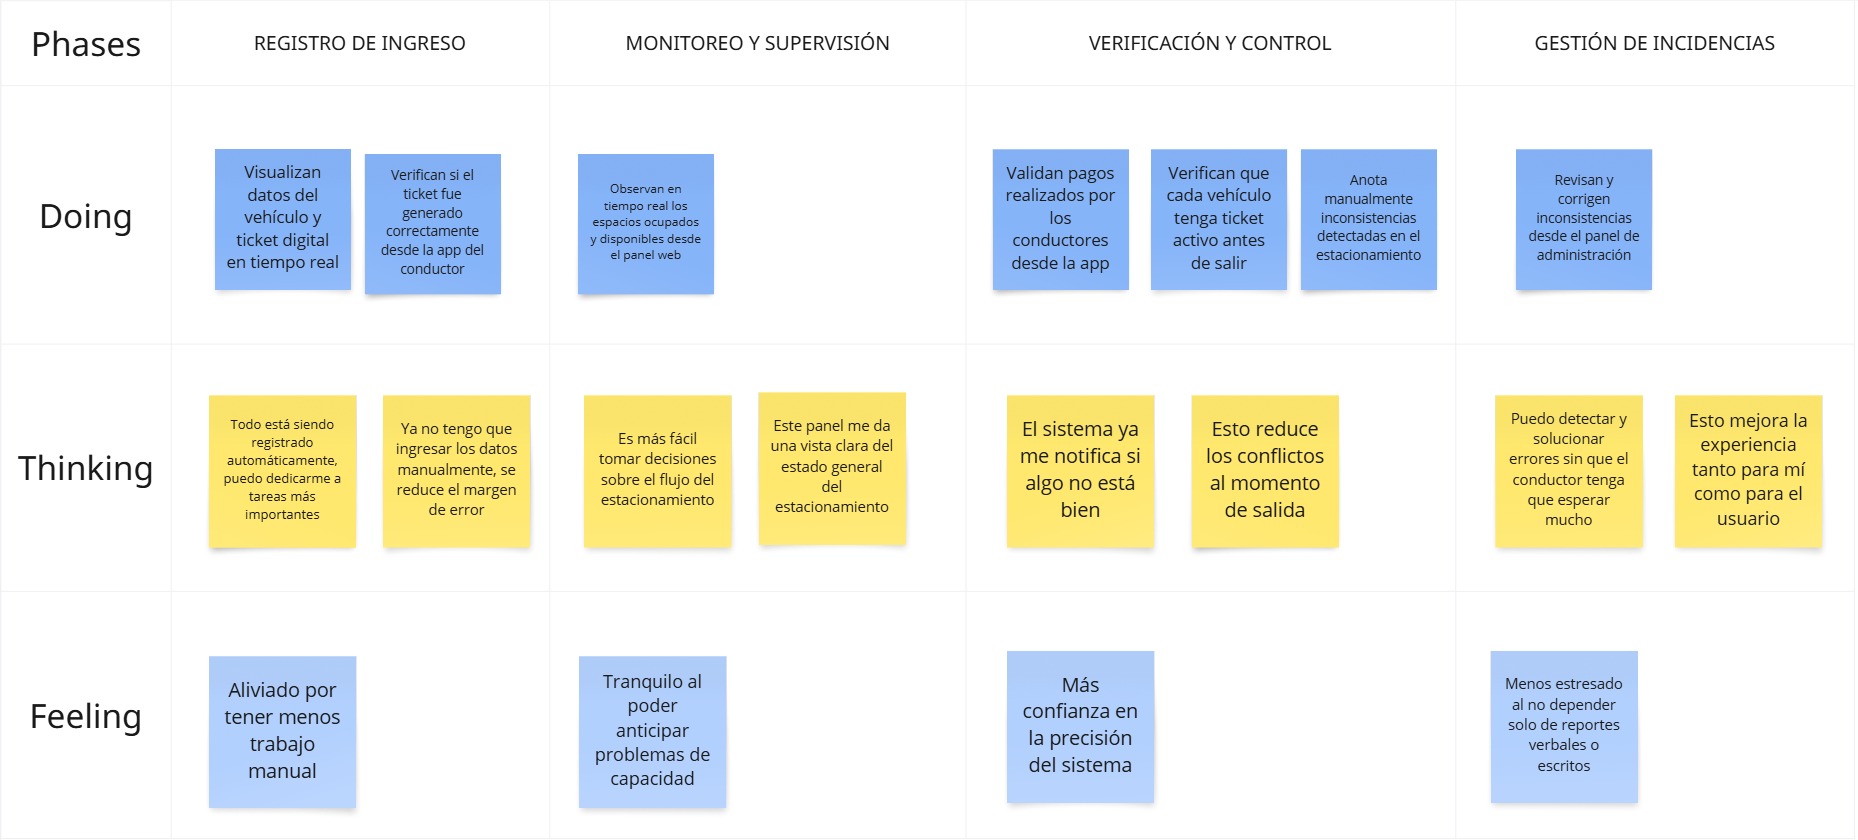 Phases
REGISTRO DE INGRESO
MONITOREO Y SUPERVISIÓN
VERIFICACIÓN Y CONTROL
GESTIÓN DE INCIDENCIAS
Doing
Visualizan
datos del
vehículo y
ticket digital
en tiempo real
Verifican si el
ticket fue
generado
correctamente
desde la app del
conductor
Observan en
tiempo real los
espacios ocupados
y disponibles desde
el panel web
Validan pagos
realizados por
los
conductores
desde la app
Verifican que
cada vehículo
tenga ticket
activo antes
de salir
Anota
manualmente
inconsistencias
detectadas en el
estacionamiento
Revisan y
corrigen
inconsistencias
desde el panel de
administración
Thinking
Todo está siendo
registrado
automáticamente,
puedo dedicarme a
tareas más
importantes
Ya no tengo que
ingresar los datos
manualmente, se
reduce el margen
de error
Es más fácil
tomar decisiones
sobre el flujo del
estacionamiento
Este panel me da
una vista clara del
estado general
del
estacionamiento
El sistema ya
me notifica si
algo no está
bien
Esto reduce
los conflictos
al momento
de salida
Puedo detectar y
solucionar
errores sin que el
conductor tenga
que esperar
mucho
Esto mejora la
experiencia
tanto para mí
como para el
usuario
Feeling
Aliviado por
tener menos
trabajo
manual
Tranquilo al
poder
anticipar
problemas de
capacidad
Más
confianza en
la precisión
del sistema
Menos estresado
al no depender
solo de reportes
verbales o
escritos